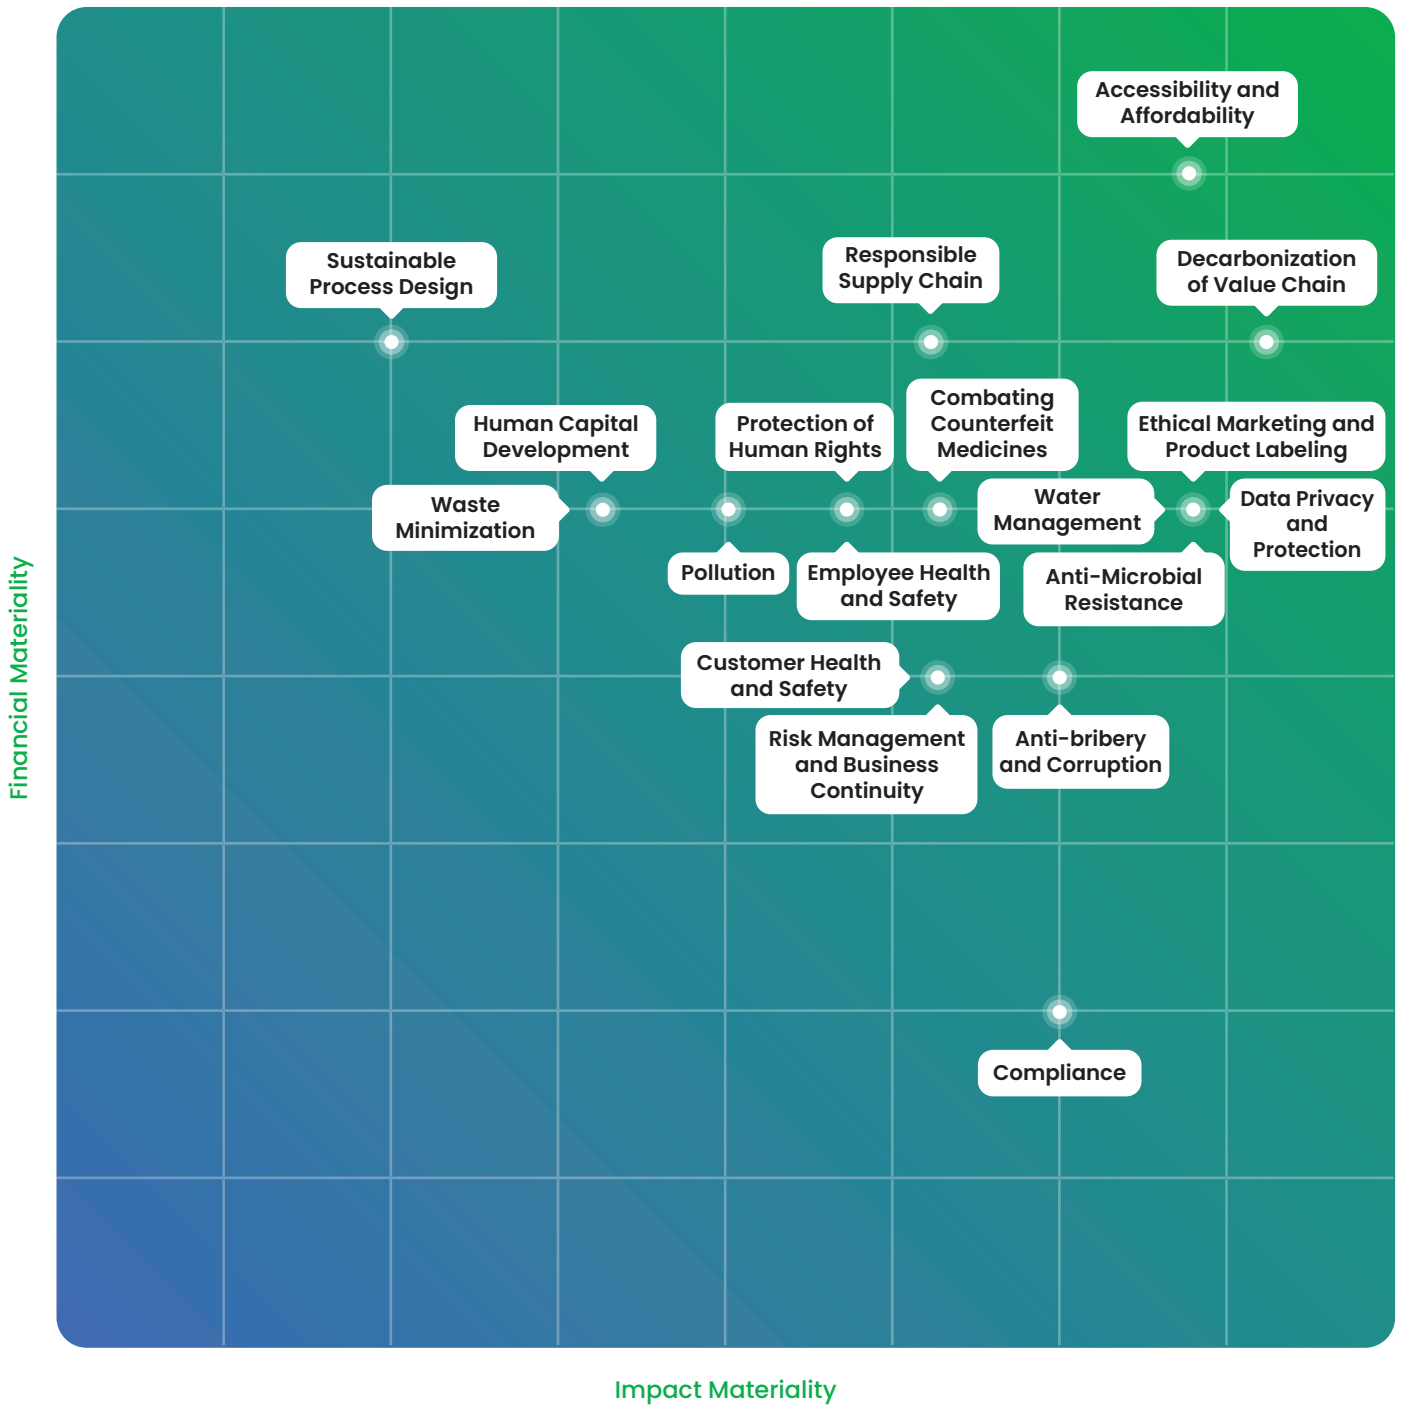 Accessibility and
Affordability
Sustainable
Process Design
Responsible
Supply Chain
Decarbonization
of Value Chain
Human Capital
Development
Protection of
Human Rights
Combating
Counterfeit
Medicines
Ethical Marketing and
Product Labeling
Waste
Minimization
Water
Management
Data Privacy
and
Protection
Pollution
Employee Health
and Safety
Anti-Microbial
Resistance
Customer Health
and Safety
Risk Management
and Business
Continuity
Anti-bribery
and Corruption
Compliance
Financial Materiality
Impact Materiality